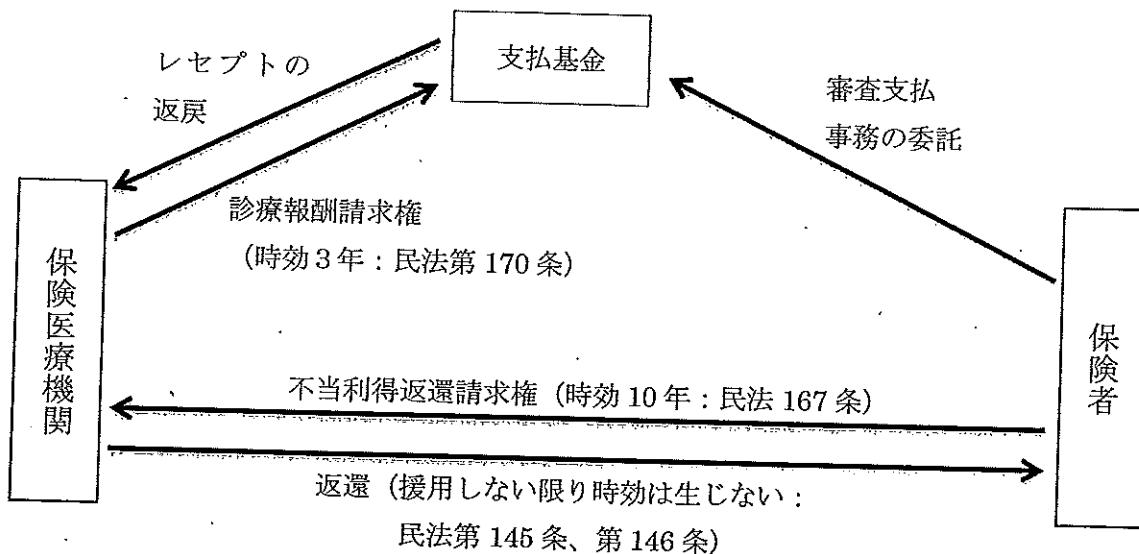 支払基金
レセプトの
返戻
審査支払
事務の委託
診療報酬請求権
(時効3年:民法第170条)
保険医療機関
保険者
不当利得返還請求権(時効10年:民法167条)
返還(援用しない限り時効は生じない:
民法第145条、第146条)